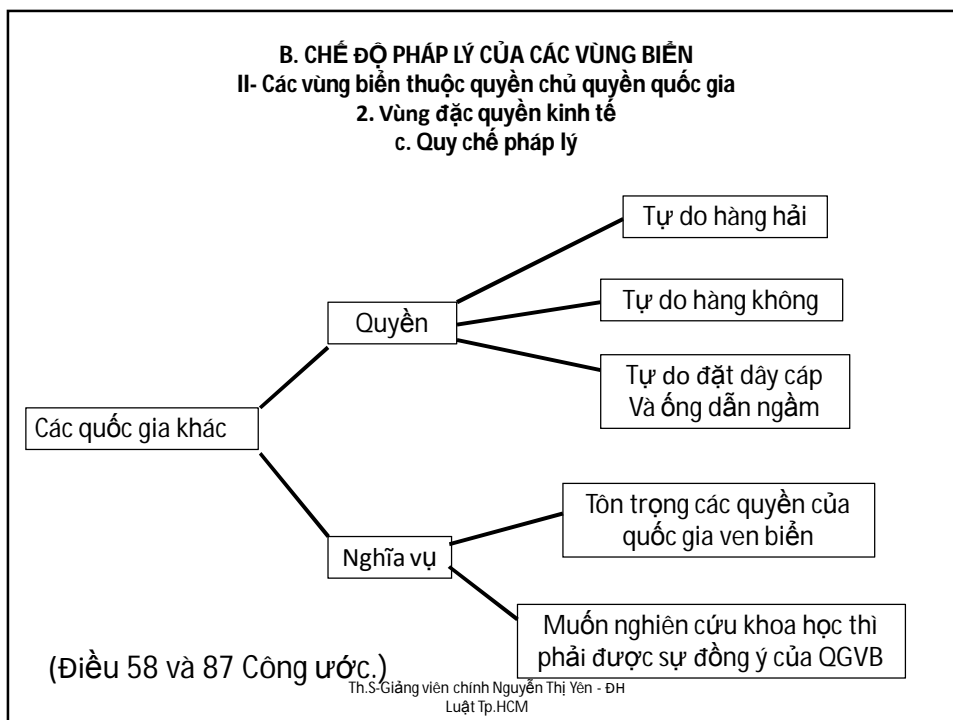 B. CHẾ ĐỘ PHÁP LÝ CỦA CÁC VÙNG BIỂN
II- Các vùng biển thuộc quyền chủ quyền quốc gia
2. Vùng đặc quyền kinh tế
c. Quy chế pháp lý
Tự do hàng hải
Tự do hàng không
Quyền
Tự do đặt dây cáp
Và ống dẫn ngầm
Các quốc gia khác
Tôn trọng các quyền của
quốc gia ven biển
Nghĩa vụ
Muốn nghiên cứu khoa học thì
phải được sự đồng ý của QGVB
(Điều 58 và 87 Công ước.)
Th.S-Giảng viên chính Nguyễn Thị Yên - ĐH
Luật Tp.HCM